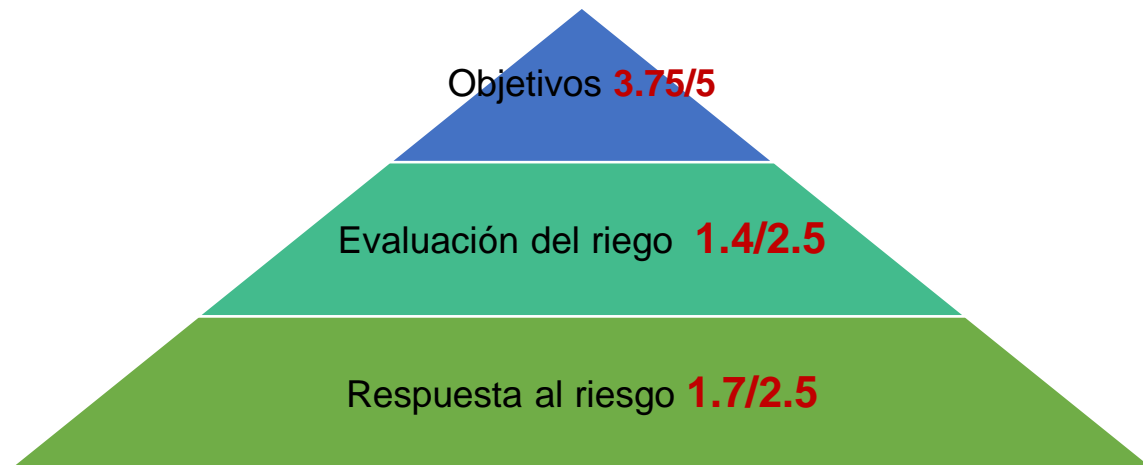 Objetivos 3.75/5
Evaluación del riego 1.4/2.5
Respuesta al riesgo 1.7/2.5